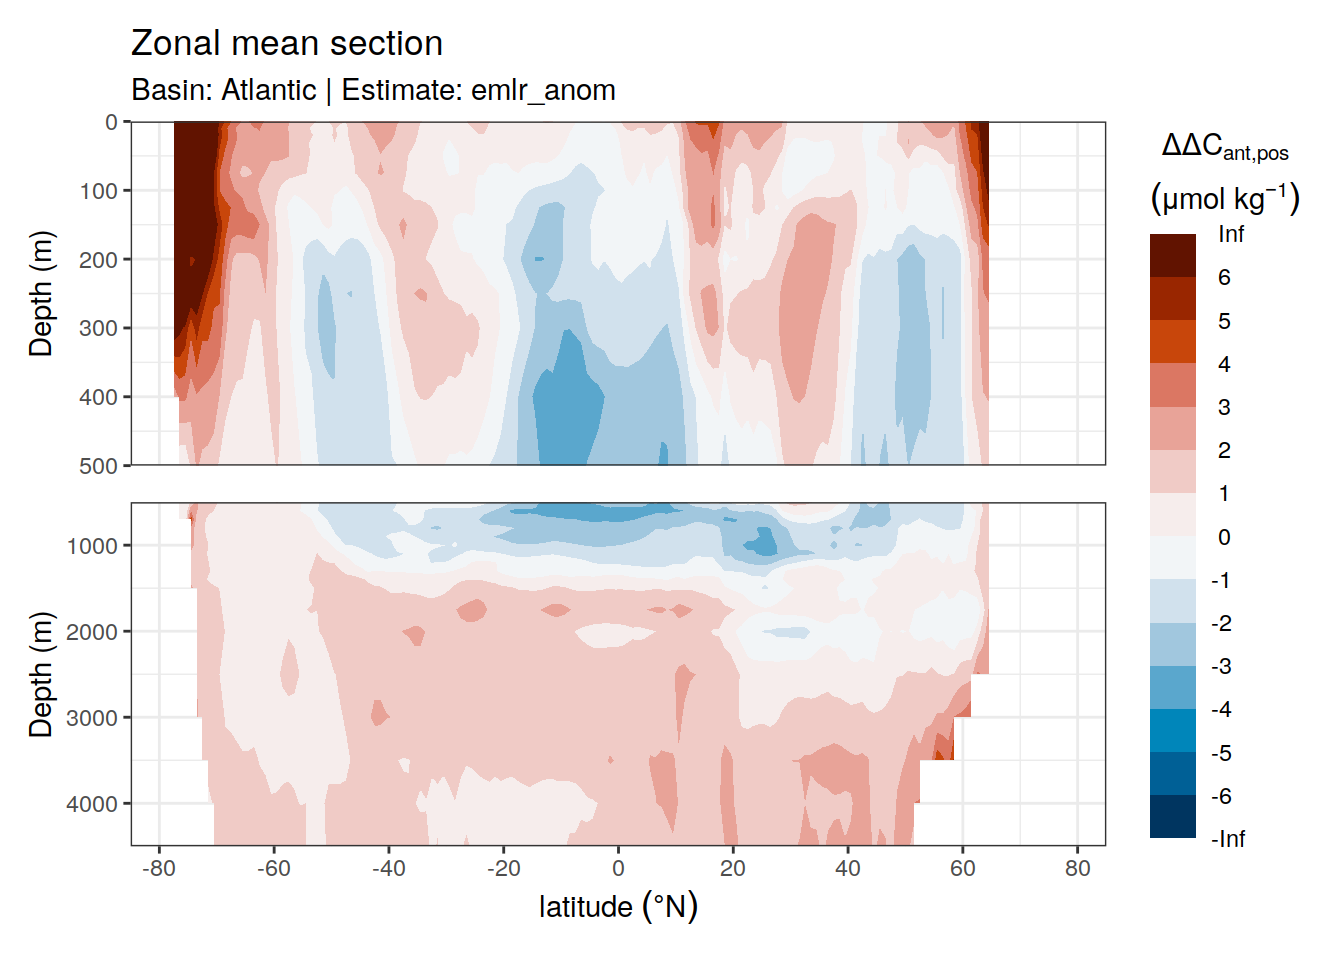 Zonal mean section
Basin: Atlantic | Estimate: emlr_anom
Depth (m)
0
100
200
300
400
500
Depth (m)
1000
2000
3000
4000
-80 -60 -40 -20 0 20 40 60 80
latitude (°N)
ΔΔCant,pos
(μmol kg⁻¹)
Inf
6
5
4
3
2
1
0
-1
-2
-3
-4
-5
-6
-Inf